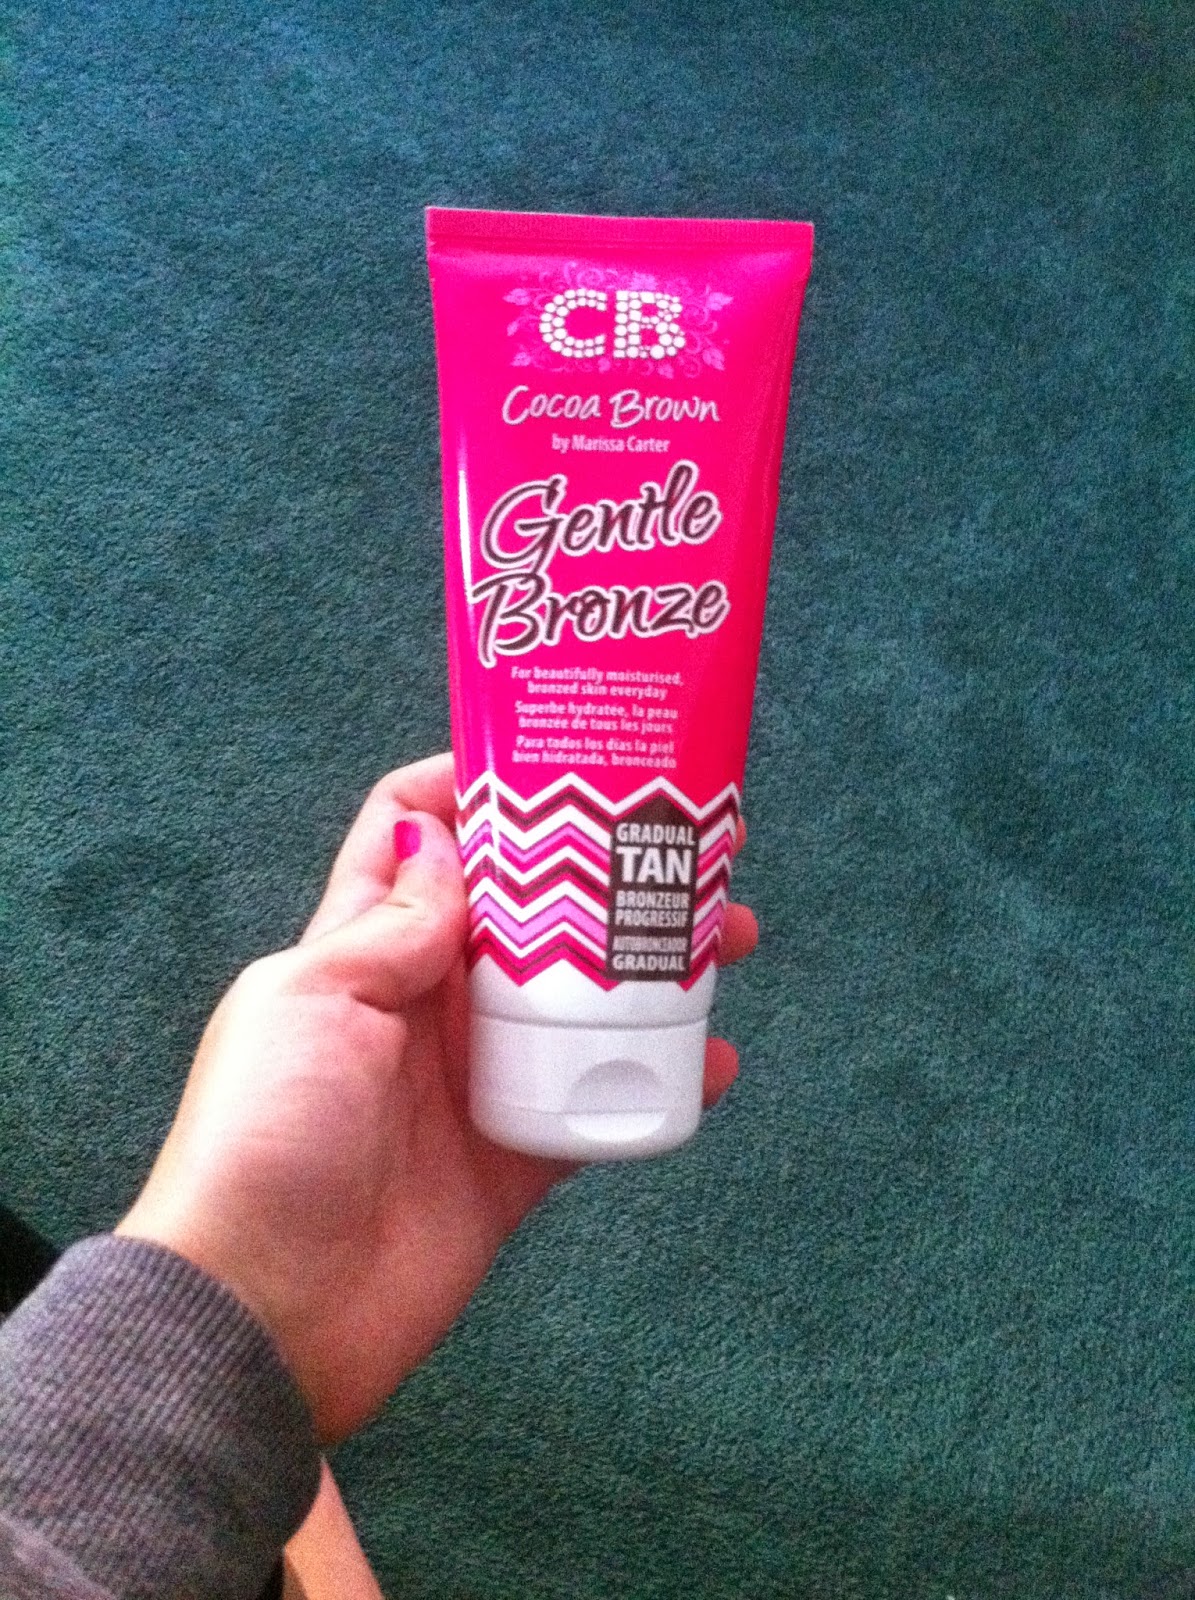 CB
Cocoa Brown
by Marissa Carter
Gentle
Bronze
For beautifully moisturised,
bronzed skin everyday
Superbe hydratée, la peau
bronzée de tous les jours
Para todos los días la piel
bien hidratada, bronceado
GRADUAL
TAN
BRONZEUR
PROGRESSIF
AUTOBRONCEADOR
GRADUAL